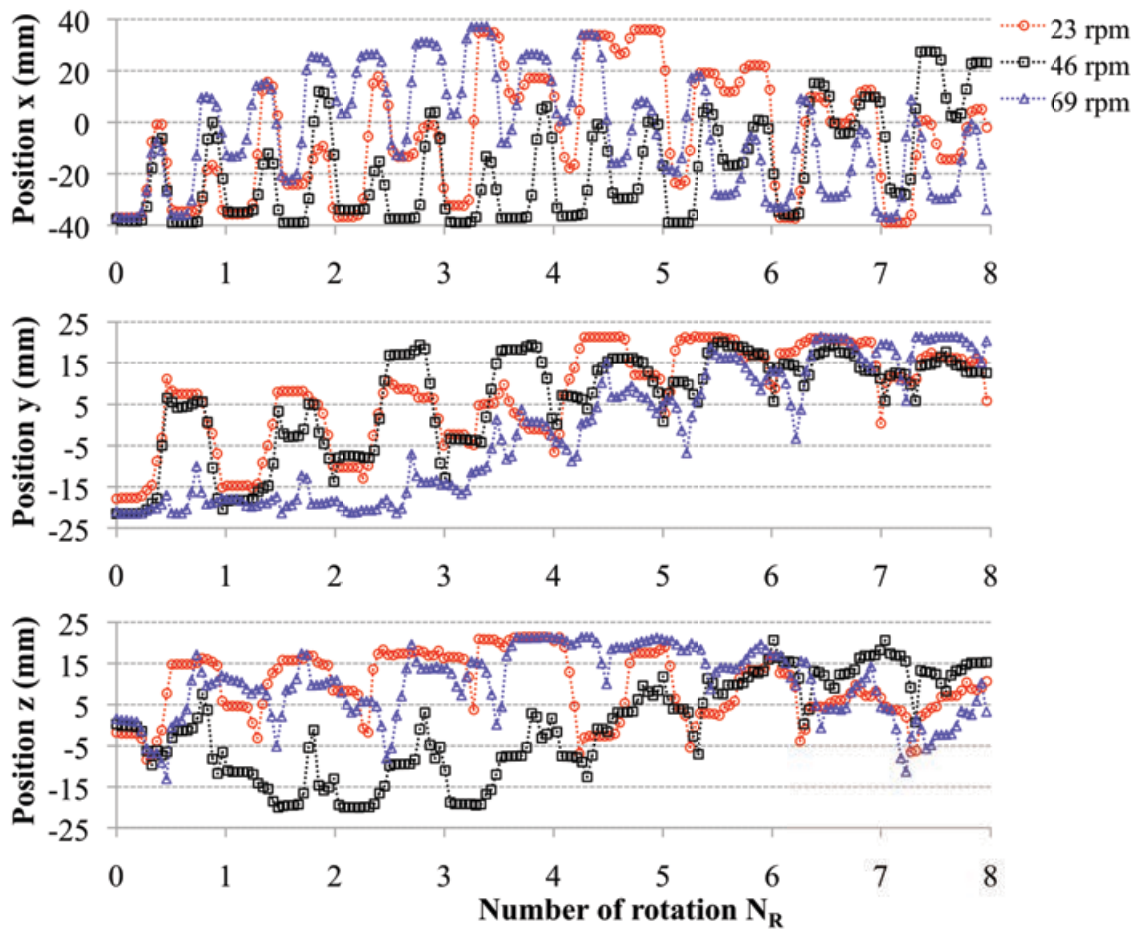 40
20
0
-20
-40
Position x (mm)
0 1 2 3 4 5 6 7 8
23 rpm
46 rpm
69 rpm
25
15
5
-5
-15
-25
Position y (mm)
0 1 2 3 4 5 6 7 8
25
15
5
-5
-15
-25
Position z (mm)
0 1 2 3 4 5 6 7 8
Number of rotation N_R